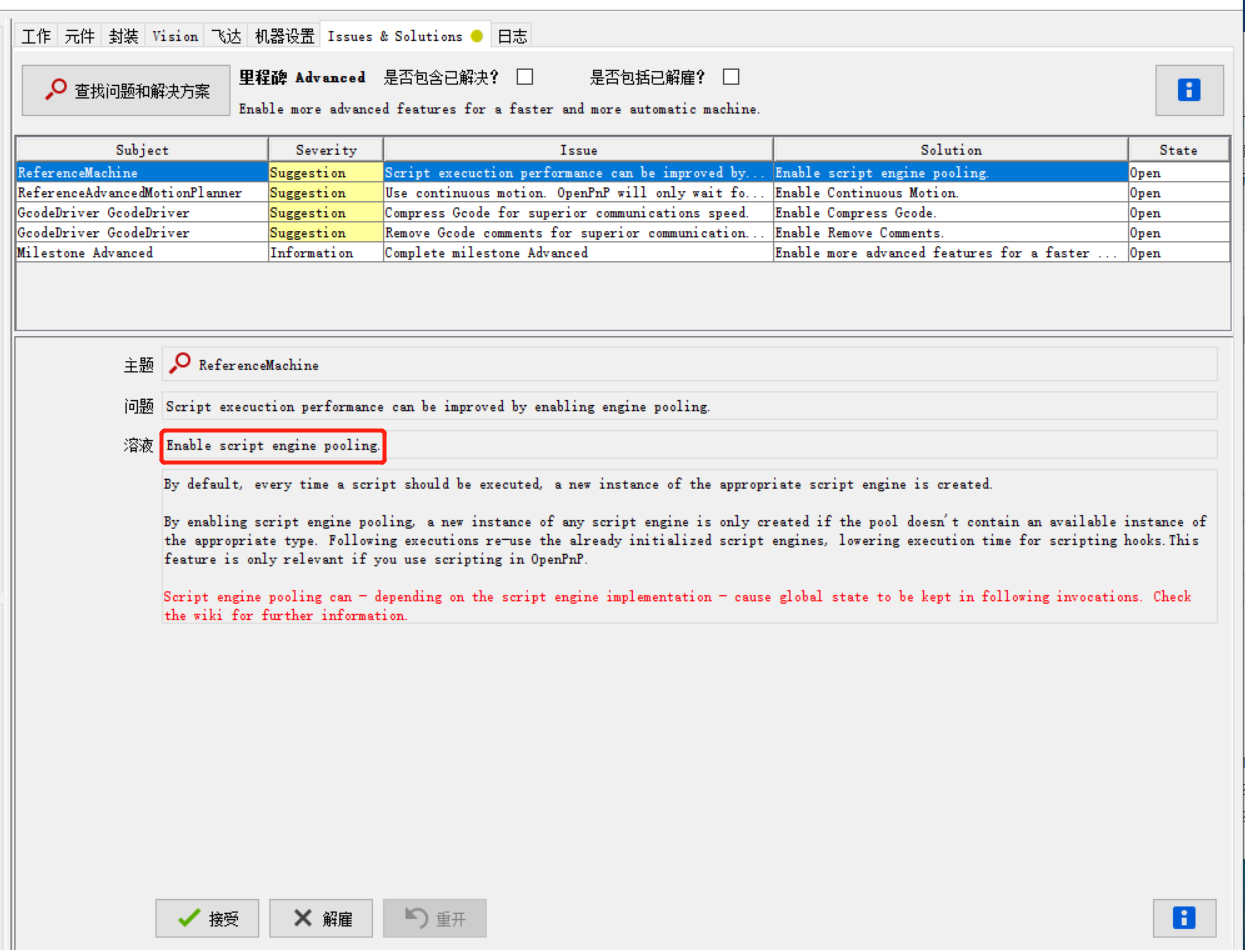 工作 元件 封装 Vision 飞达 机器设置 Issues & Solutions 日志
查找问题和解决方案
里程碑 Advanced 是否包含已解决? 是否包括已解雇?
Enable more advanced features for a faster and more automatic machine.
Subject Severity Issue Solution State
ReferenceMachine Suggestion Script execuction performance can be improved by... Enable script engine pooling. Open
ReferenceAdvancedMotionPlanner Suggestion Use continuous motion. OpenPnP will only wait fo... Enable Continuous Motion. Open
GcodeDriver GcodeDriver Suggestion Compress Gcode for superior communications speed. Enable Compress Gcode. Open
GcodeDriver GcodeDriver Suggestion Remove Gcode comments for superior communication... Enable Remove Comments. Open
Milestone Advanced Information Complete milestone Advanced Enable more advanced features for a faster ... Open
主题 ReferenceMachine
问题 Script execuction performance can be improved by enabling engine pooling.
溶液 Enable script engine pooling.
By default, every time a script should be executed, a new instance of the appropriate script engine is created.
By enabling script engine pooling, a new instance of any script engine is only created if the pool doesn't contain an available instance of
the appropriate type. Following executions re-use the already initialized script engines, lowering execution time for scripting hooks.This
feature is only relevant if you use scripting in OpenPnP.
Script engine pooling can - depending on the script engine implementation - cause global state to be kept in following invocations. Check
the wiki for further information.
接受 解雇 重开